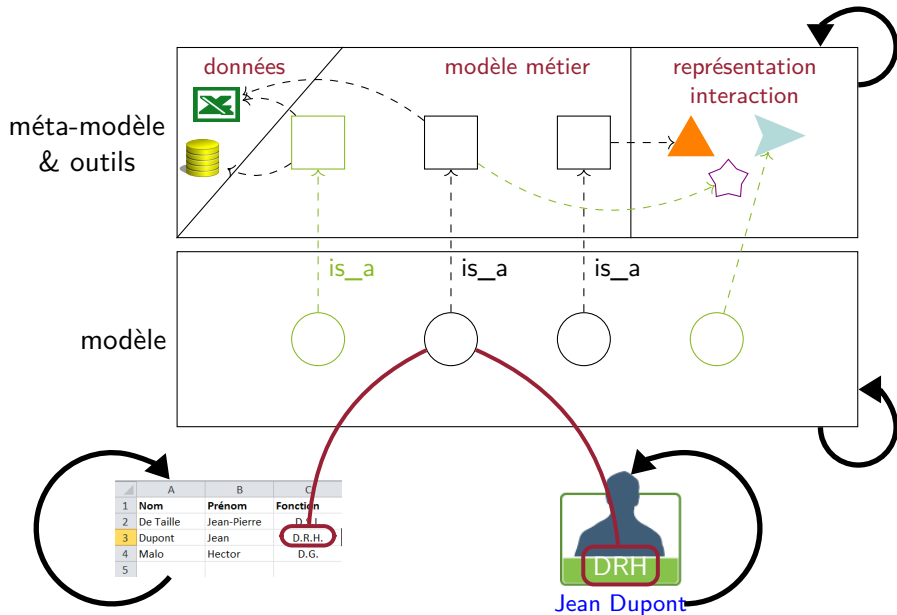 données
modèle métier
représentation
interaction
méta-modèle
& outils
is_a
is_a
is_a
modèle
A B C
1 Nom Prénom Fonction
2 De Taille Jean-Pierre D.S.I.
3 Dupont Jean D.R.H.
4 Malo Hector D.G.
5
DRH
Jean Dupont